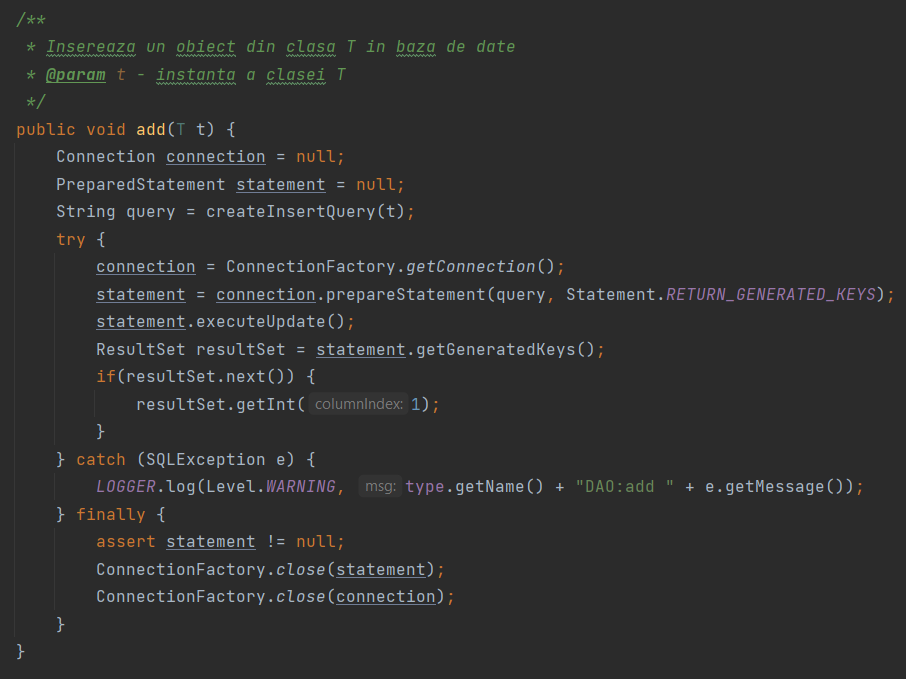 /**
 * Insereaza un obiect din clasa T in baza de date
 * @param t - instanta a clasei T
 */
public void add(T t) {
    Connection connection = null;
    PreparedStatement statement = null;
    String query = createInsertQuery(t);
    try {
        connection = ConnectionFactory.getConnection();
        statement = connection.prepareStatement(query, Statement.RETURN_GENERATED_KEYS);
        statement.executeUpdate();
        ResultSet resultSet = statement.getGeneratedKeys();
        if(resultSet.next()) {
            resultSet.getInt( columnIndex: 1);
        }
    } catch (SQLException e) {
        LOGGER.log(Level.WARNING, msg: type.getName() + "DAO:add " + e.getMessage());
    } finally {
        assert statement != null;
        ConnectionFactory.close(statement);
        ConnectionFactory.close(connection);
    }
}